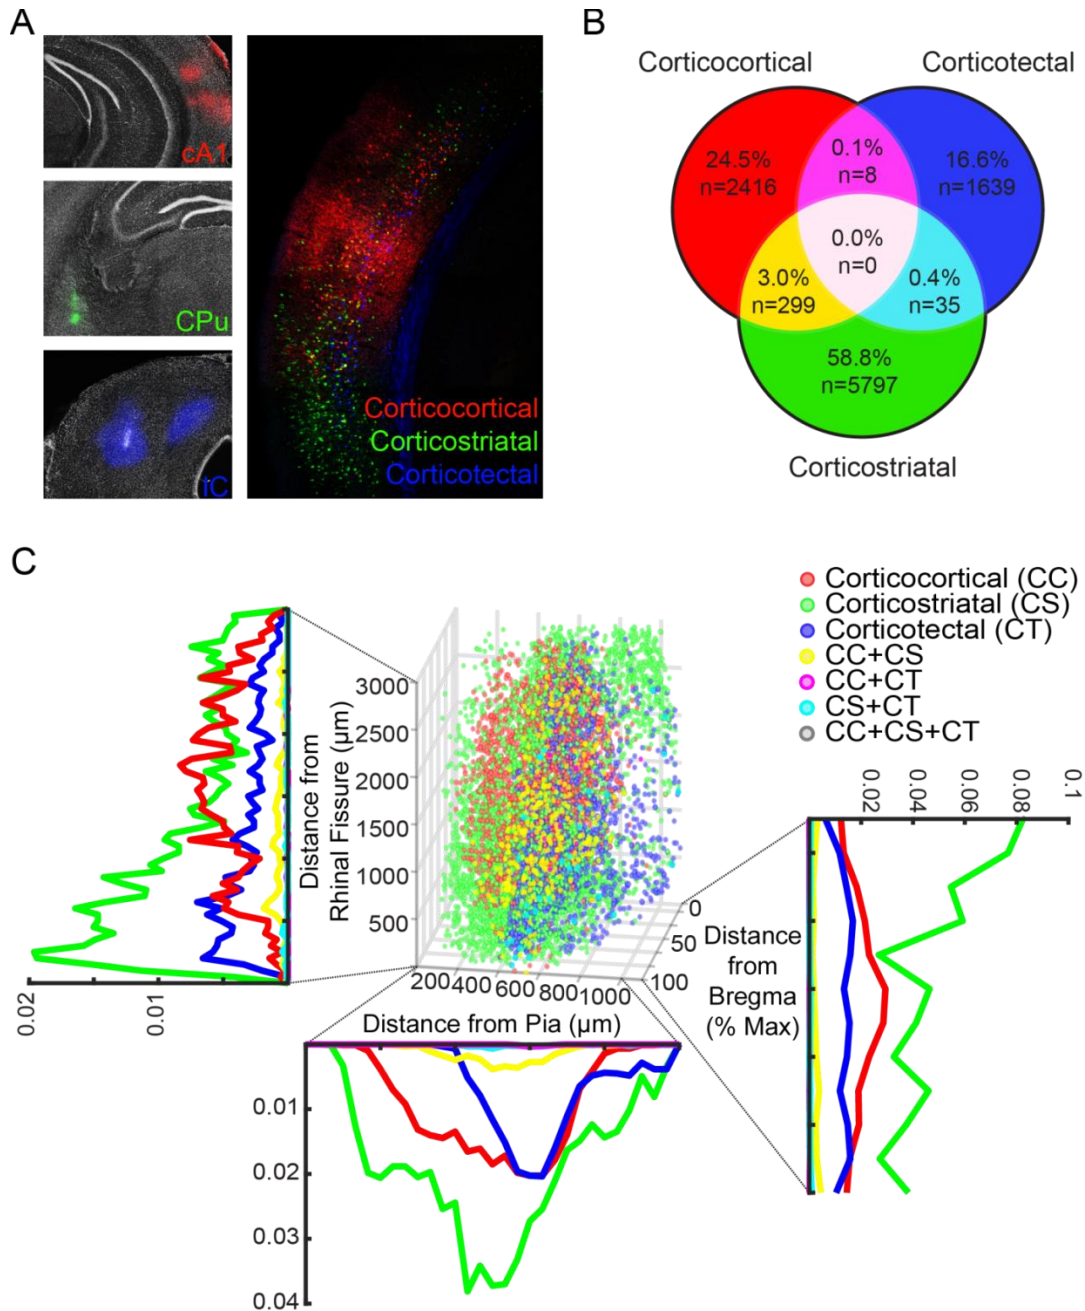 A
cA1
CPu
IC
Corticocortical
Corticostriatal
Corticotectal
B
Corticocortical
Corticotectal
24.5%
n=2416
0.1%
n=8
16.6%
n=1639
0.0%
n=0
3.0%
n=299
0.4%
n=35
58.8%
n=5797
Corticostriatal
C
Corticocortical (CC)
Corticostriatal (CS)
Corticotectal (CT)
CC+CS
CC+CT
CS+CT
CC+CS+CT
0.02
0.01
Distance from
Rhinal Fissure (µm)
3000
2500
2000
1500
1000
500
200
400
600
800
1000
0
50
100
Distance from Pia (µm)
0.01
0.02
0.03
0.04
Distance
from
Bregma
(% Max)
0.02
0.04
0.06
0.08
0.1